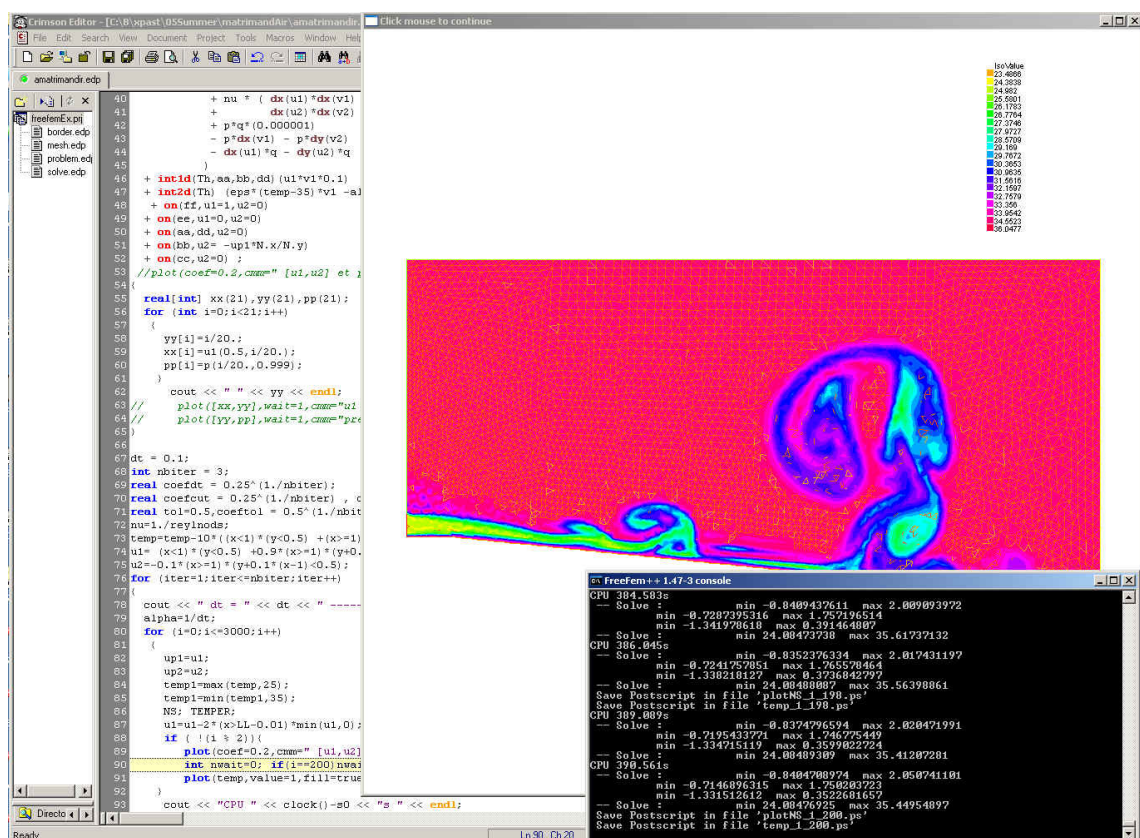 Crimson Editor - [C:\8\xpast\05Summer\matrimandAir\amatrimandir.
File Edit Search View Document Project Tools Macros Window Help
amatrimandir.edp
freefemEx.prj
border.edp
mesh.edp
problem.edp
solve.edp
40 + nu * ( dx(u1)*dx(v1)
41 + dx(u2)*dx(v2)
42 + p*q*(0.000001)
43 - p*dx(v1) - p*dy(v2)
44 - dx(u1)*q - dy(u2)*q
45 )
46 + int1d(Th,aa,bb,dd)(u1*v1*0.1)
47 + int2d(Th) (eps*(temp-35)*v1 -al
48 + on(ff,u1=1,u2=0)
49 + on(ee,u1=0,u2=0)
50 + on(aa,dd,u2=0)
51 + on(bb,u2= -up1*N.x/N.y)
52 + on(cc,u2=0) ;
53 //plot(coef=0.2,cmm=" [u1,u2] et p
54 {
55 real[int] xx(21),yy(21),pp(21);
56 for (int i=0;i<21;i++)
57 {
58 yy[i]=i/20.;
59 xx[i]=u1(0.5,i/20.);
60 pp[i]=p(i/20.,0.999);
61 }
62 cout << " " << yy << endl;
63 // plot([xx,yy],wait=1,cmm="u1
64 // plot([yy,pp],wait=1,cmm="pre
65 }
66
67 dt = 0.1;
68 int nbiter = 3;
69 real coefdt = 0.25^(1./nbiter);
70 real coefcut = 0.25^(1./nbiter) , c
71 real tol=0.5,coeftol = 0.5^(1./nbit
72 nu=1./reylnods;
73 temp=temp-10*((x<1)*(y<0.5) +(x>=1)
74 u1= (x<1)*(y<0.5) +0.9*(x>=1)*(y+0.
75 u2=-0.1*(x>=1)*(y+0.1*(x-1)<0.5);
76 for (iter=1;iter<=nbiter;iter++)
77 {
78 cout << " dt = " << dt << " -----
79 alpha=1/dt;
80 for (i=0;i<=3000;i++)
81 {
82 up1=u1;
83 up2=u2;
84 temp1=max(temp,25);
85 temp1=min(temp1,35);
86 NS; TEMPER;
87 u1=u1-2*(x>LL-0.01)*min(u1,0);
88 if ( !(i % 2)){
89 plot(coef=0.2,cmm=" [u1,u2]
90 int nwait=0; if(i==200)nwai
91 plot(temp,value=1,fill=true
92 }
93 cout << "CPU " << clock()-s0 << "s " << endl;
Directo
Ready
Ln 90, Ch 20
Click mouse to continue
IsoValue
23.4866
24.3838
24.982
25.5801
26.1783
26.7764
27.3746
27.9727
28.5709
29.169
29.7672
30.3653
30.9635
31.5616
32.1597
32.7579
33.356
33.9542
34.5523
36.0477
FreeFem++ 1.47-3 console
CPU 384.583s
-- Solve : min -0.8409437611 max 2.009093972
min -0.7287395316 max 1.757196514
min -1.341978618 max 0.391464807
-- Solve : min 24.08473738 max 35.61737132
CPU 386.045s
-- Solve : min -0.8352376334 max 2.017431197
min -0.7241757851 max 1.765578464
min -1.338218127 max 0.3736842797
-- Solve : min 24.08488087 max 35.56398861
Save Postscript in file 'plotNS_1_198.ps'
Save Postscript in file 'temp_1_198.ps'
CPU 389.089s
-- Solve : min -0.8374796594 max 2.020471991
min -0.7195433771 max 1.746775449
min -1.334715119 max 0.3599022724
-- Solve : min 24.08489309 max 35.41207281
CPU 390.561s
-- Solve : min -0.8404708974 max 2.050741101
min -0.7146896315 max 1.750203723
min -1.331512612 max 0.3522681657
-- Solve : min 24.08476925 max 35.44954897
Save Postscript in file 'plotNS_1_200.ps'
Save Postscript in file 'temp_1_200.ps'